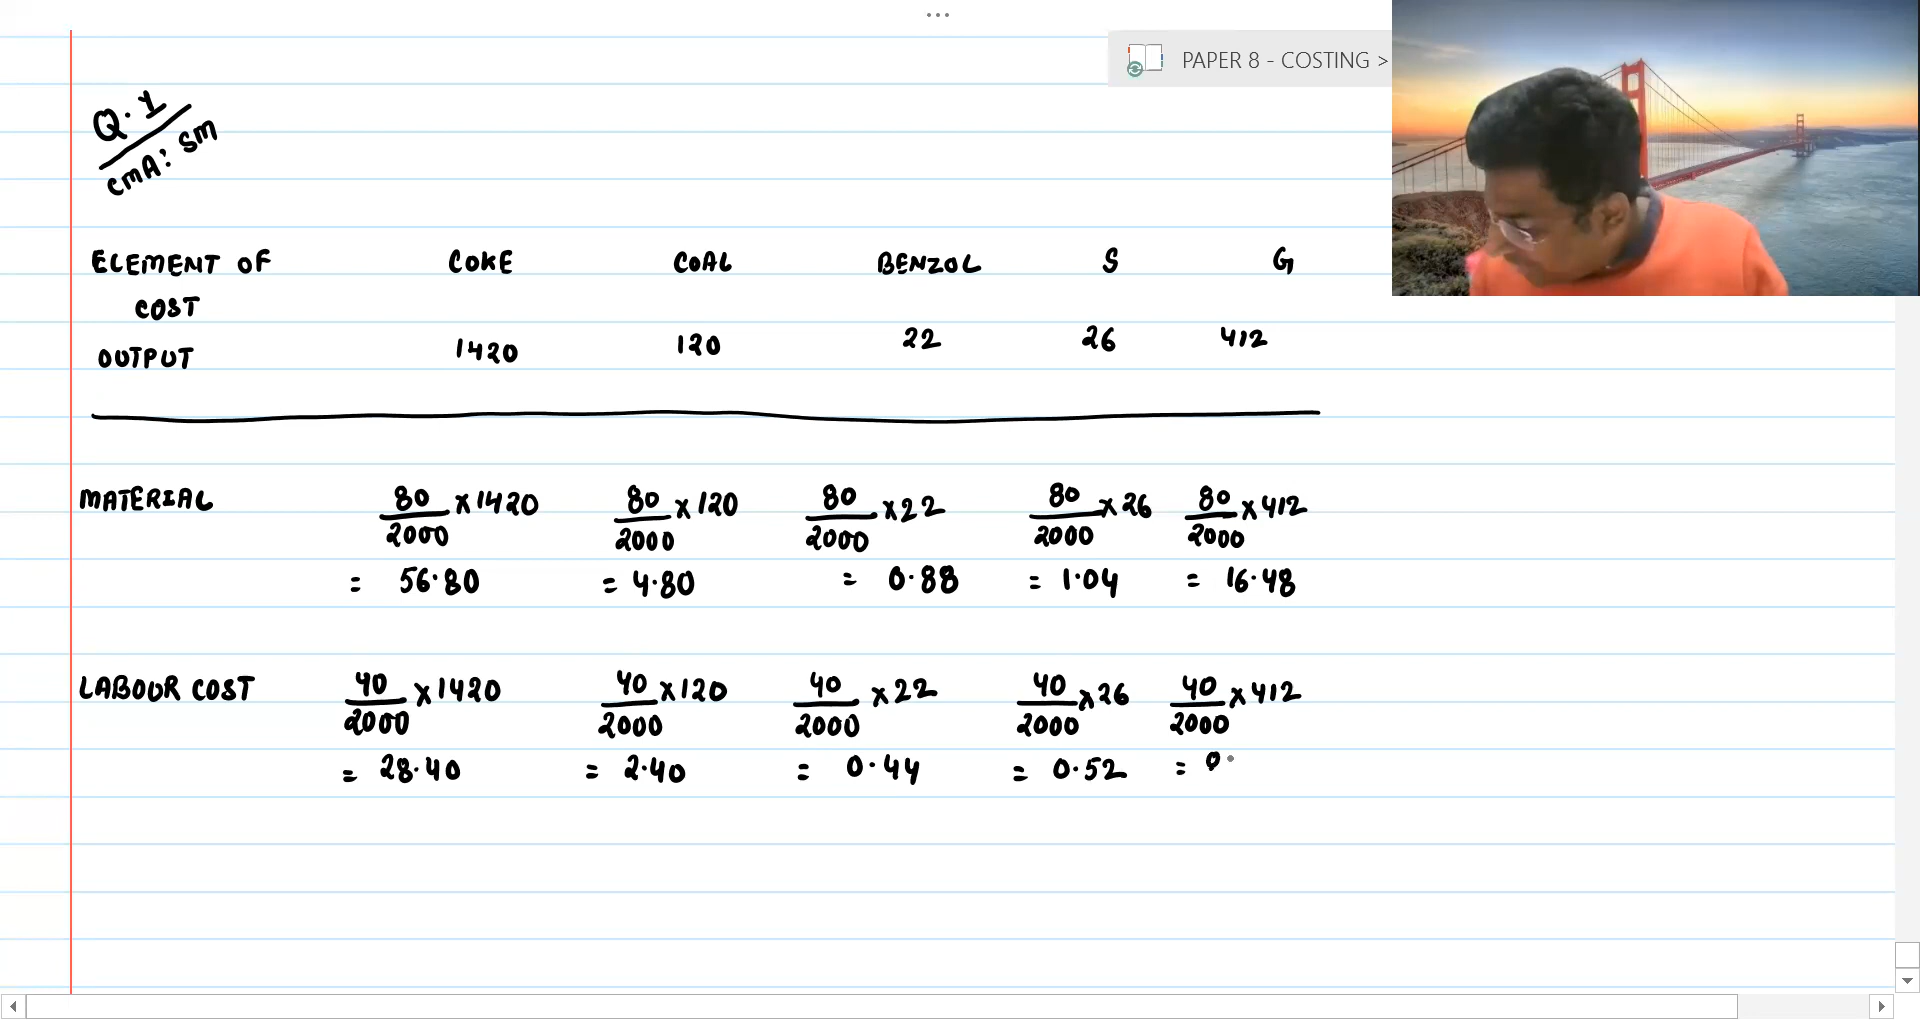 PAPER 8 - COSTING >
Q.1
CMA: SM
ELEMENT OF COKE COAL BENZOL S G
COST
OUTPUT 1420 120 22 26 412
MATERIAL 80/2000 x 1420 80/2000 x 120 80/2000 x 22 80/2000 x 26 80/2000 x 412
= 56.80 = 4.80 = 0.88 = 1.04 = 16.48
LABOUR COST 40/2000 x 1420 40/2000 x 120 40/2000 x 22 40/2000 x 26 40/2000 x 412
= 28.40 = 2.40 = 0.44 = 0.52 = 0.